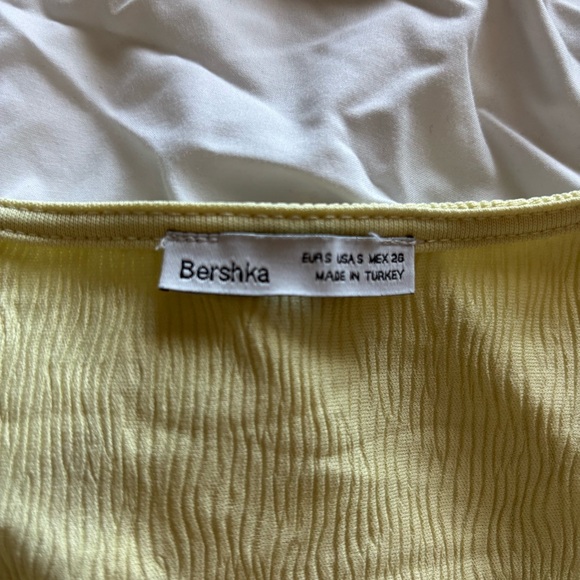 Bershka
EUR S USA S MEX 26
MADE IN TURKEY